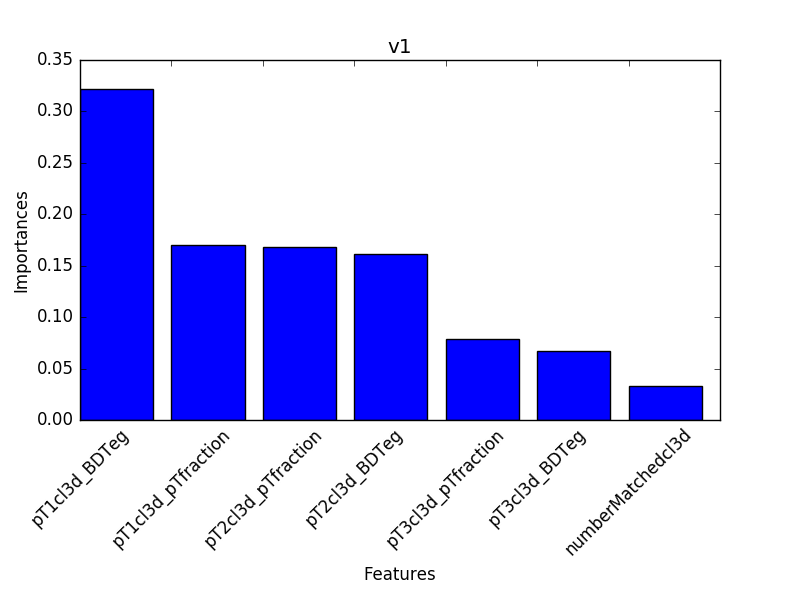 v1
0.35
0.30
0.25
0.20
0.15
0.10
0.05
0.00
Importances
pT1cl3d_BDTeg
pT1cl3d_pTfraction
pT2cl3d_pTfraction
pT2cl3d_BDTeg
pT3cl3d_pTfraction
pT3cl3d_BDTeg
numberMatchedcl3d
Features